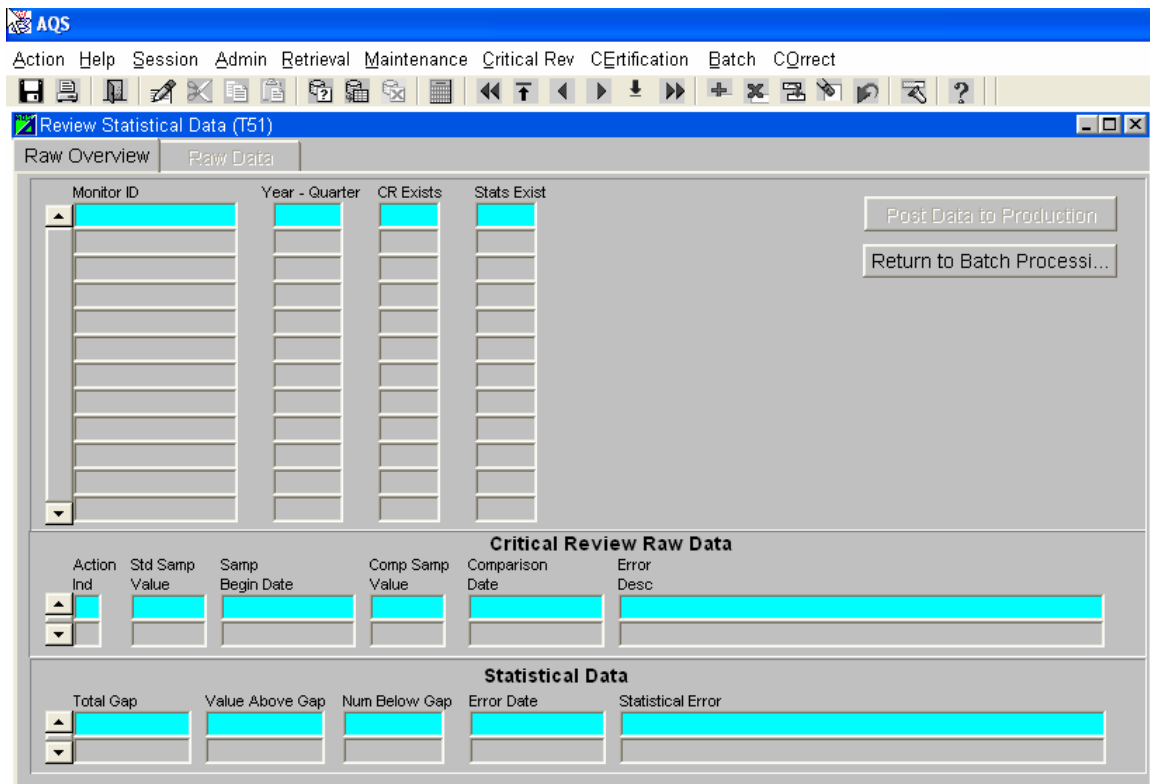 AQS
Action Help Session Admin Retrieval Maintenance Critical Rev CErtification Batch COrrect
Review Statistical Data (T51)
Raw Overview Raw Data
Monitor ID Year - Quarter CR Exists Stats Exist
Post Data to Production
Return to Batch Processi...
Critical Review Raw Data
Action Std Samp Samp Comp Samp Comparison Error
Ind Value Begin Date Value Date Desc
Statistical Data
Total Gap Value Above Gap Num Below Gap Error Date Statistical Error